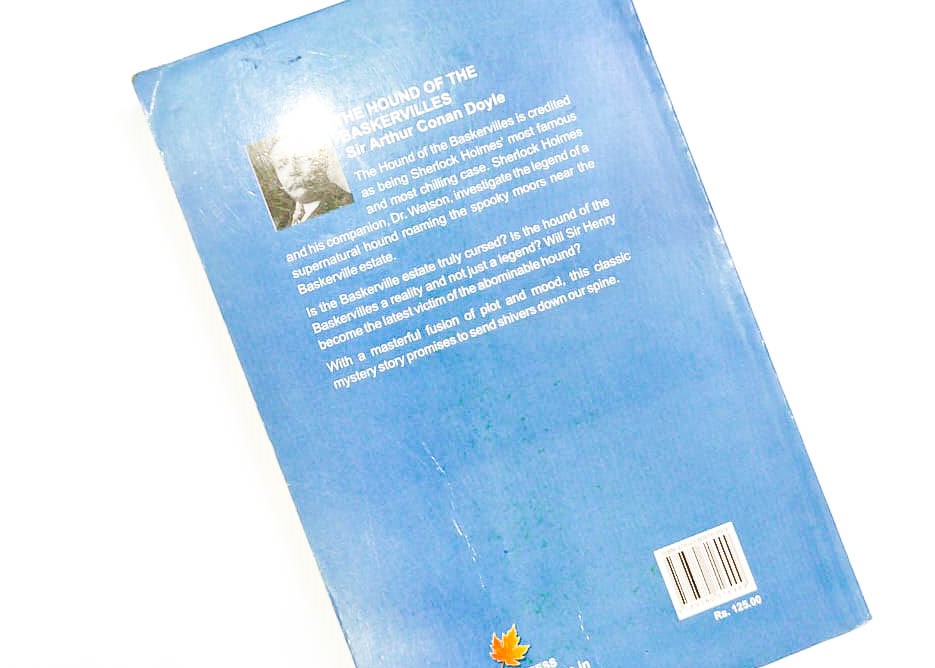 THE HOUND OF THE
BASKERVILLES
Sir Arthur Conan Doyle
The Hound of the Baskervilles is credited
as being Sherlock Holmes' most famous
and most chilling case. Sherlock Holmes
and his companion, Dr. Watson, investigate the legend of a
supernatural hound roaming the spooky moors near the
Baskerville estate.
Is the Baskerville estate truly cursed? Is the hound of the
Baskervilles a reality and not just a legend? Will Sir Henry
become the latest victim of the abominable hound?
With a masterful fusion of plot and mood, this classic
mystery story promises to send shivers down our spine.
Rs. 125.00